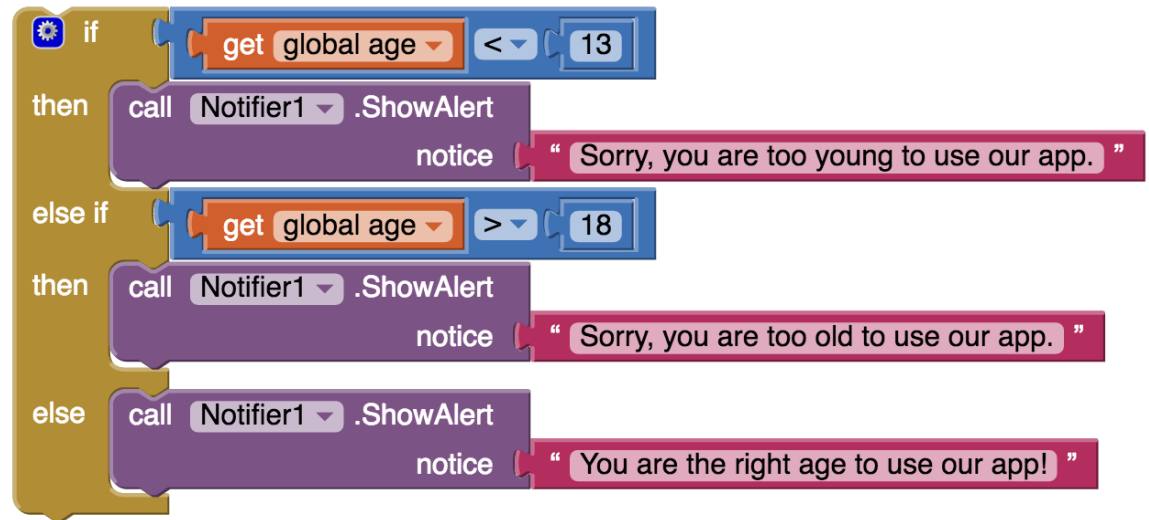 if get global age < 13
then call Notifier1 .ShowAlert
notice “ Sorry, you are too young to use our app. ”
else if get global age > 18
then call Notifier1 .ShowAlert
notice “ Sorry, you are too old to use our app. ”
else call Notifier1 .ShowAlert
notice “ You are the right age to use our app! ”